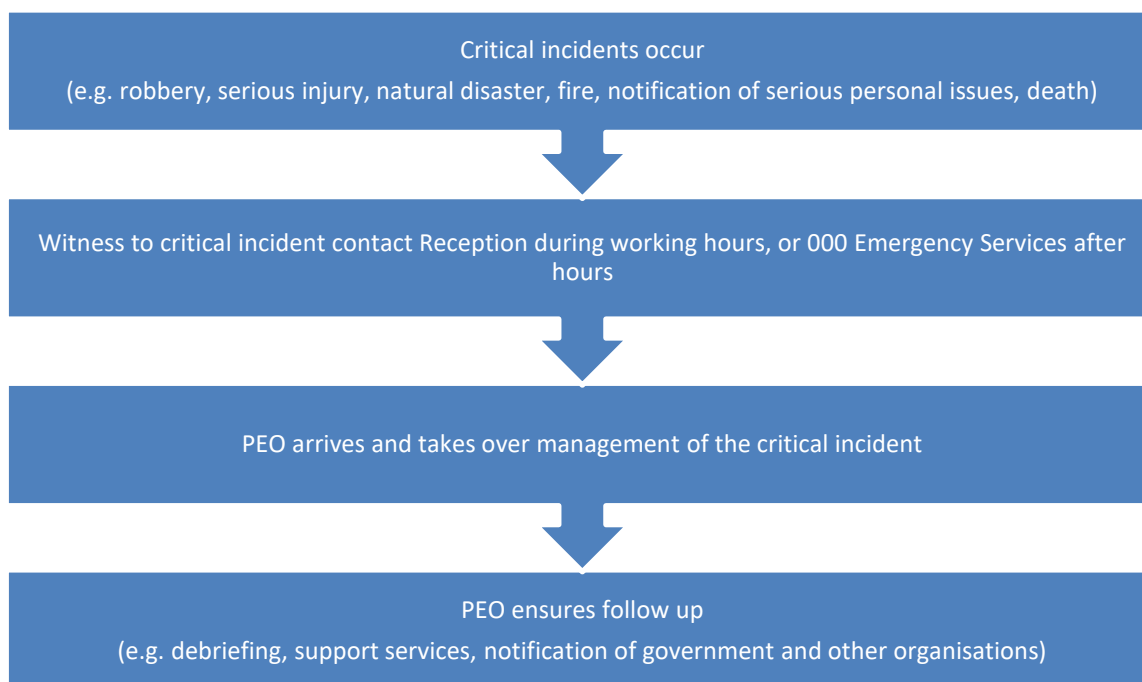 Critical incidents occur
(e.g. robbery, serious injury, natural disaster, fire, notification of serious personal issues, death)
Witness to critical incident contact Reception during working hours, or 000 Emergency Services after
hours
PEO arrives and takes over management of the critical incident
PEO ensures follow up
(e.g. debriefing, support services, notification of government and other organisations)